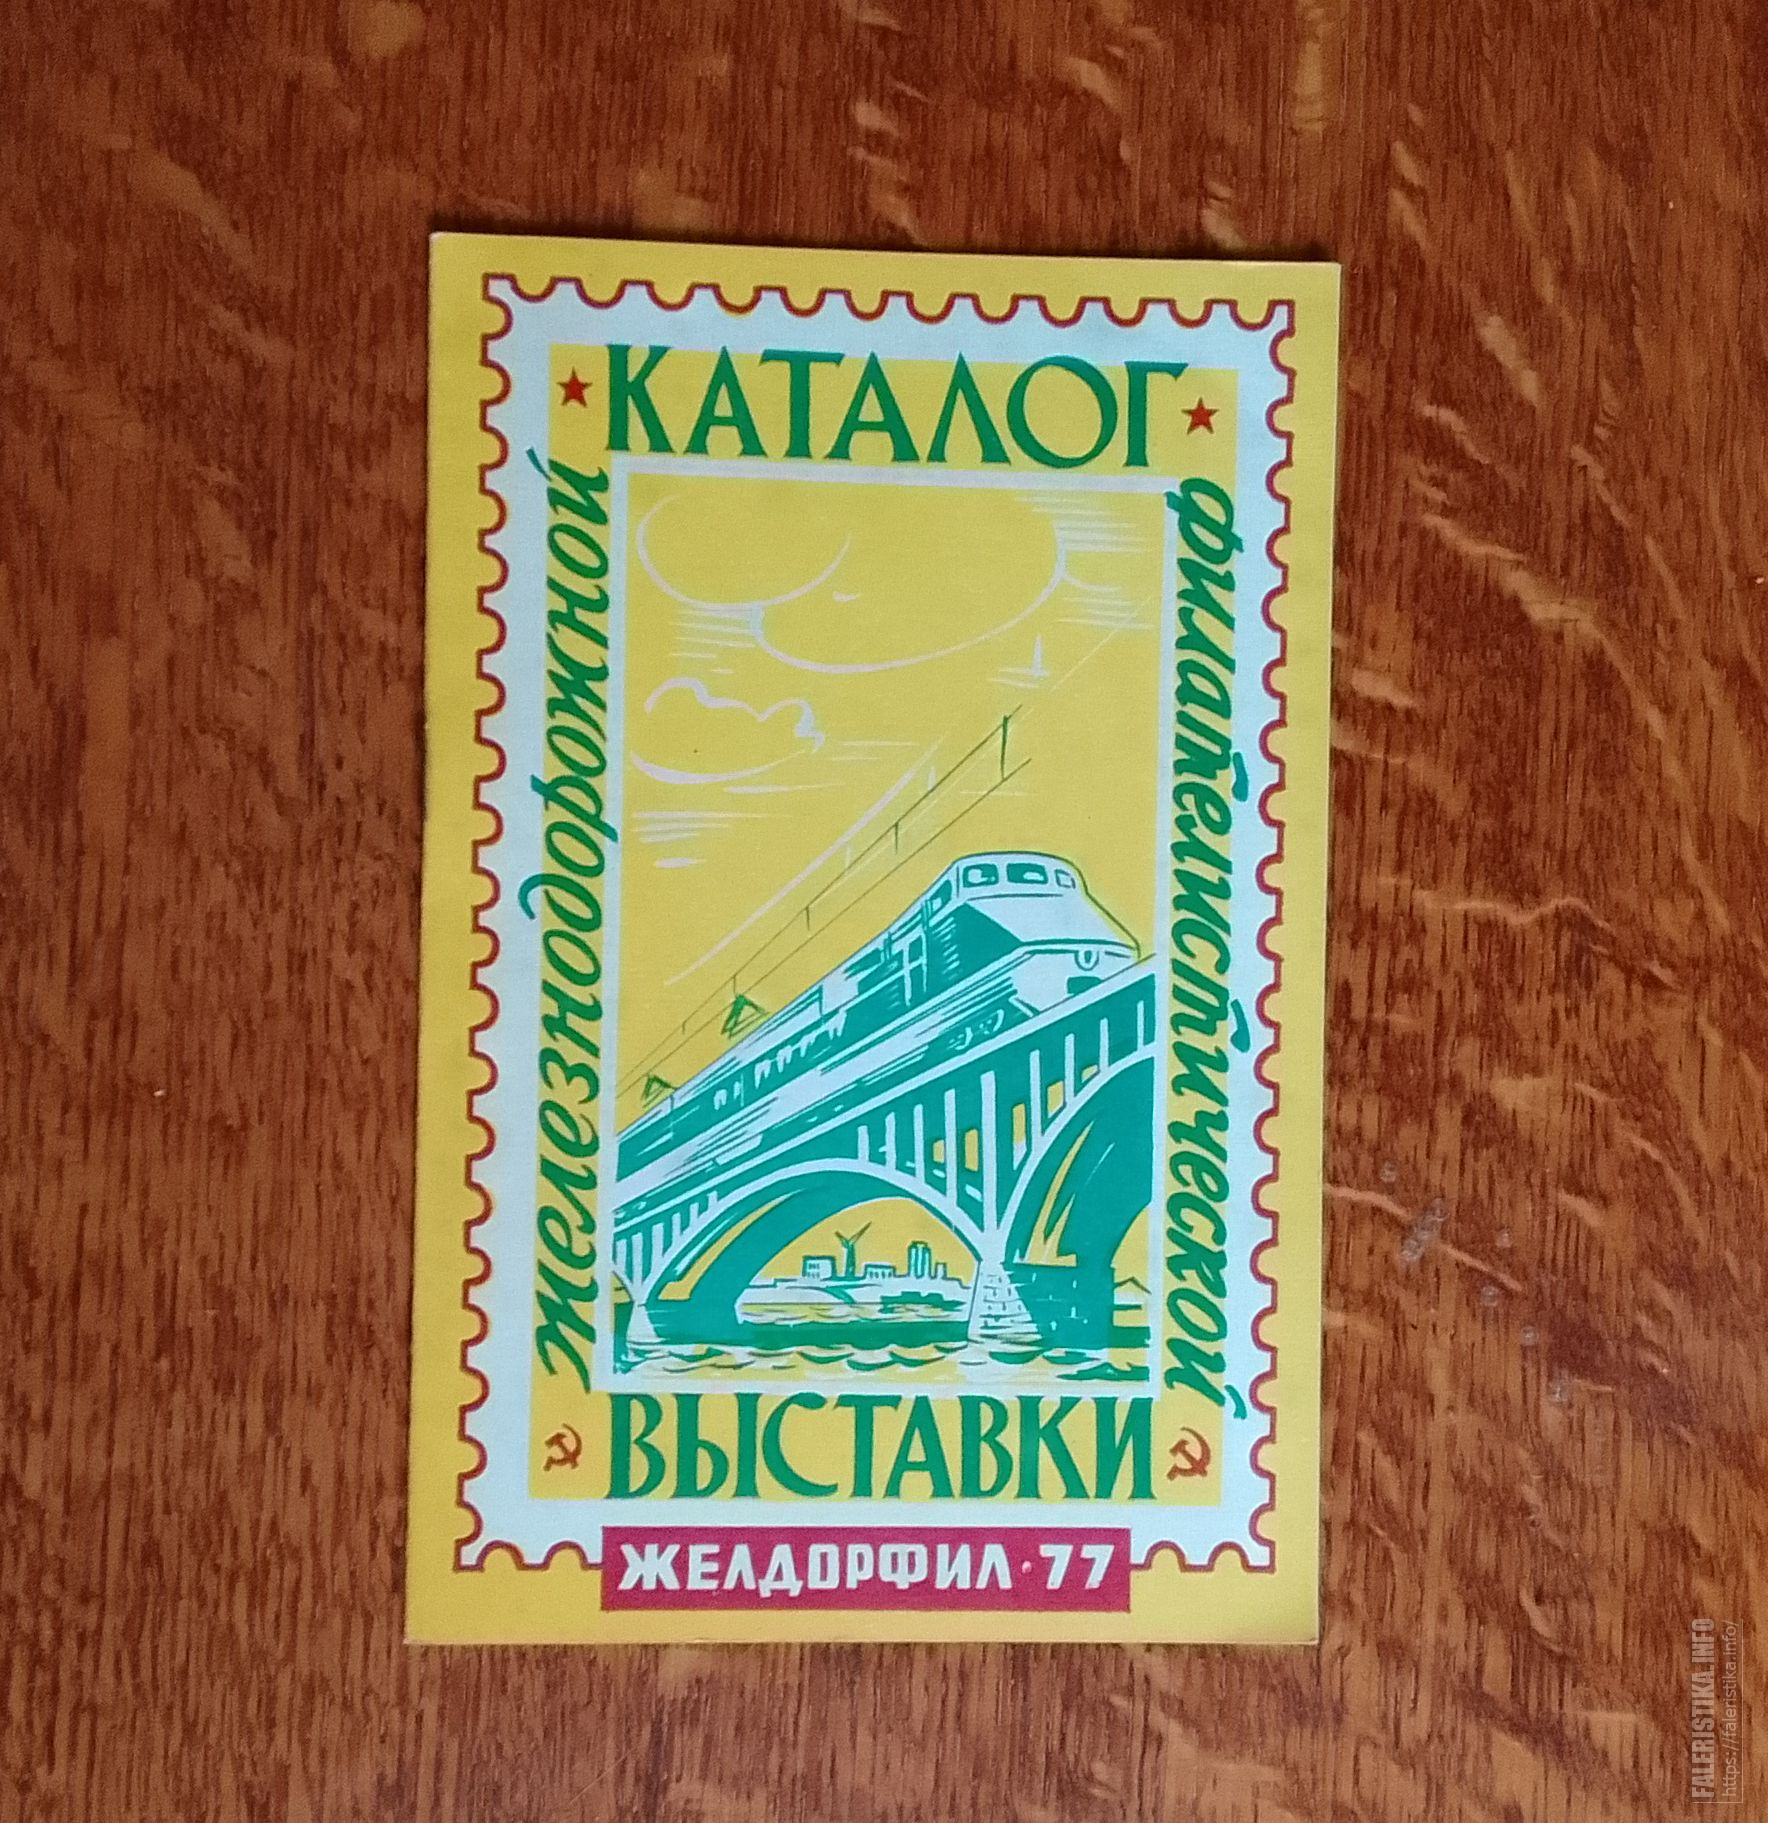 КАТАЛОГ
железнодорожной
филателистической
ВЫСТАВКИ
ЖЕЛДОРФИЛ·77
FALERISTIKA.INFO
https://faleristika.info/